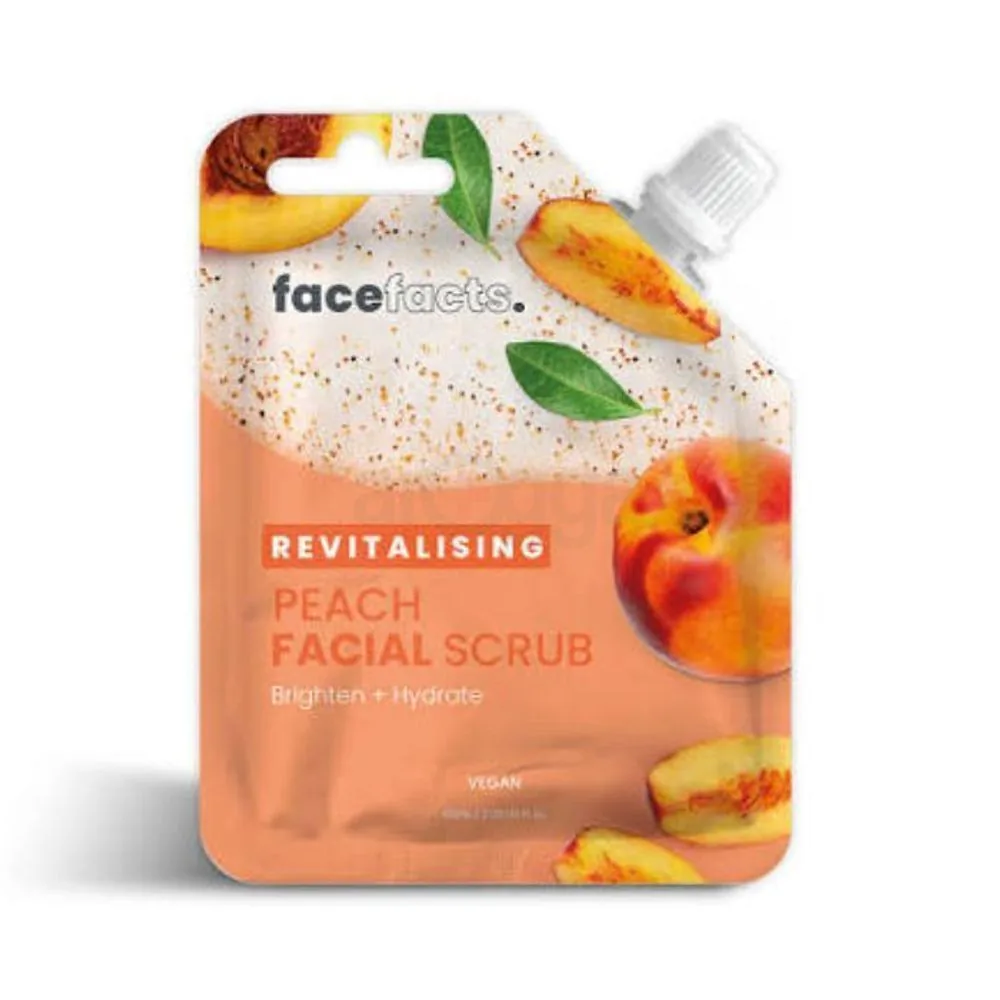 facefacts.
REVITALISING
PEACH
FACIAL SCRUB
Brighten + Hydrate
VEGAN